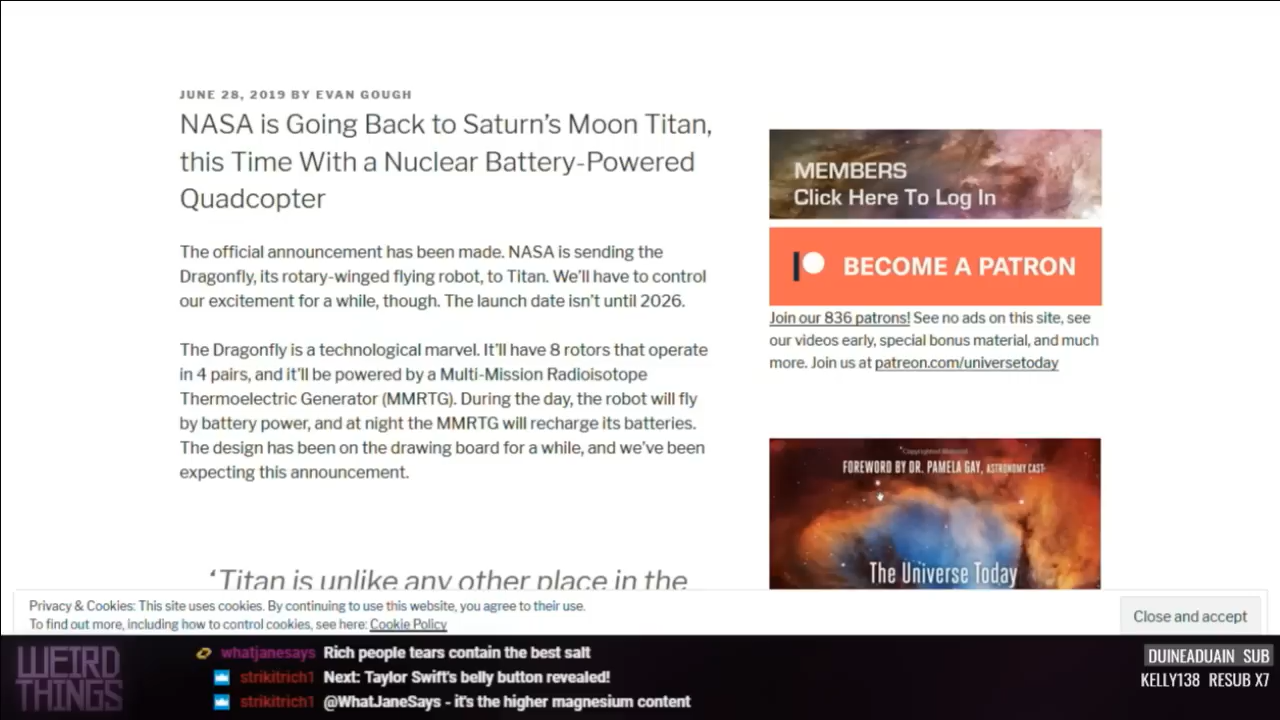 JUNE 28, 2019 BY EVAN GOUGH
NASA is Going Back to Saturn's Moon Titan,
this Time With a Nuclear Battery-Powered
Quadcopter
The official announcement has been made. NASA is sending the
Dragonfly, its rotary-winged flying robot, to Titan. We'll have to control
our excitement for a while, though. The launch date isn't until 2026.
The Dragonfly is a technological marvel. It'll have 8 rotors that operate
in 4 pairs, and it'll be powered by a Multi-Mission Radioisotope
Thermoelectric Generator (MMRTG). During the day, the robot will fly
by battery power, and at night the MMRTG will recharge its batteries.
The design has been on the drawing board for a while, and we've been
expecting this announcement.
‘Titan is unlike any other place in the
MEMBERS
Click Here To Log In
BECOME A PATRON
Join our 836 patrons! See no ads on this site, see
our videos early, special bonus material, and much
more. Join us at patreon.com/universetoday
Copyrighted Material
FOREWORD BY DR. PAMELA GAY, ASTRONOMY CAST
The Universe Today
Privacy & Cookies: This site uses cookies. By continuing to use this website, you agree to their use.
To find out more, including how to control cookies, see here: Cookie Policy
Close and accept
WEIRD
THINGS
whatjanesays Rich people tears contain the best salt
strikitrich1 Next: Taylor Swift's belly button revealed!
strikitrich1 @WhatJaneSays - it's the higher magnesium content
DUINEADUAIN SUB
KELLY138 RESUB X7